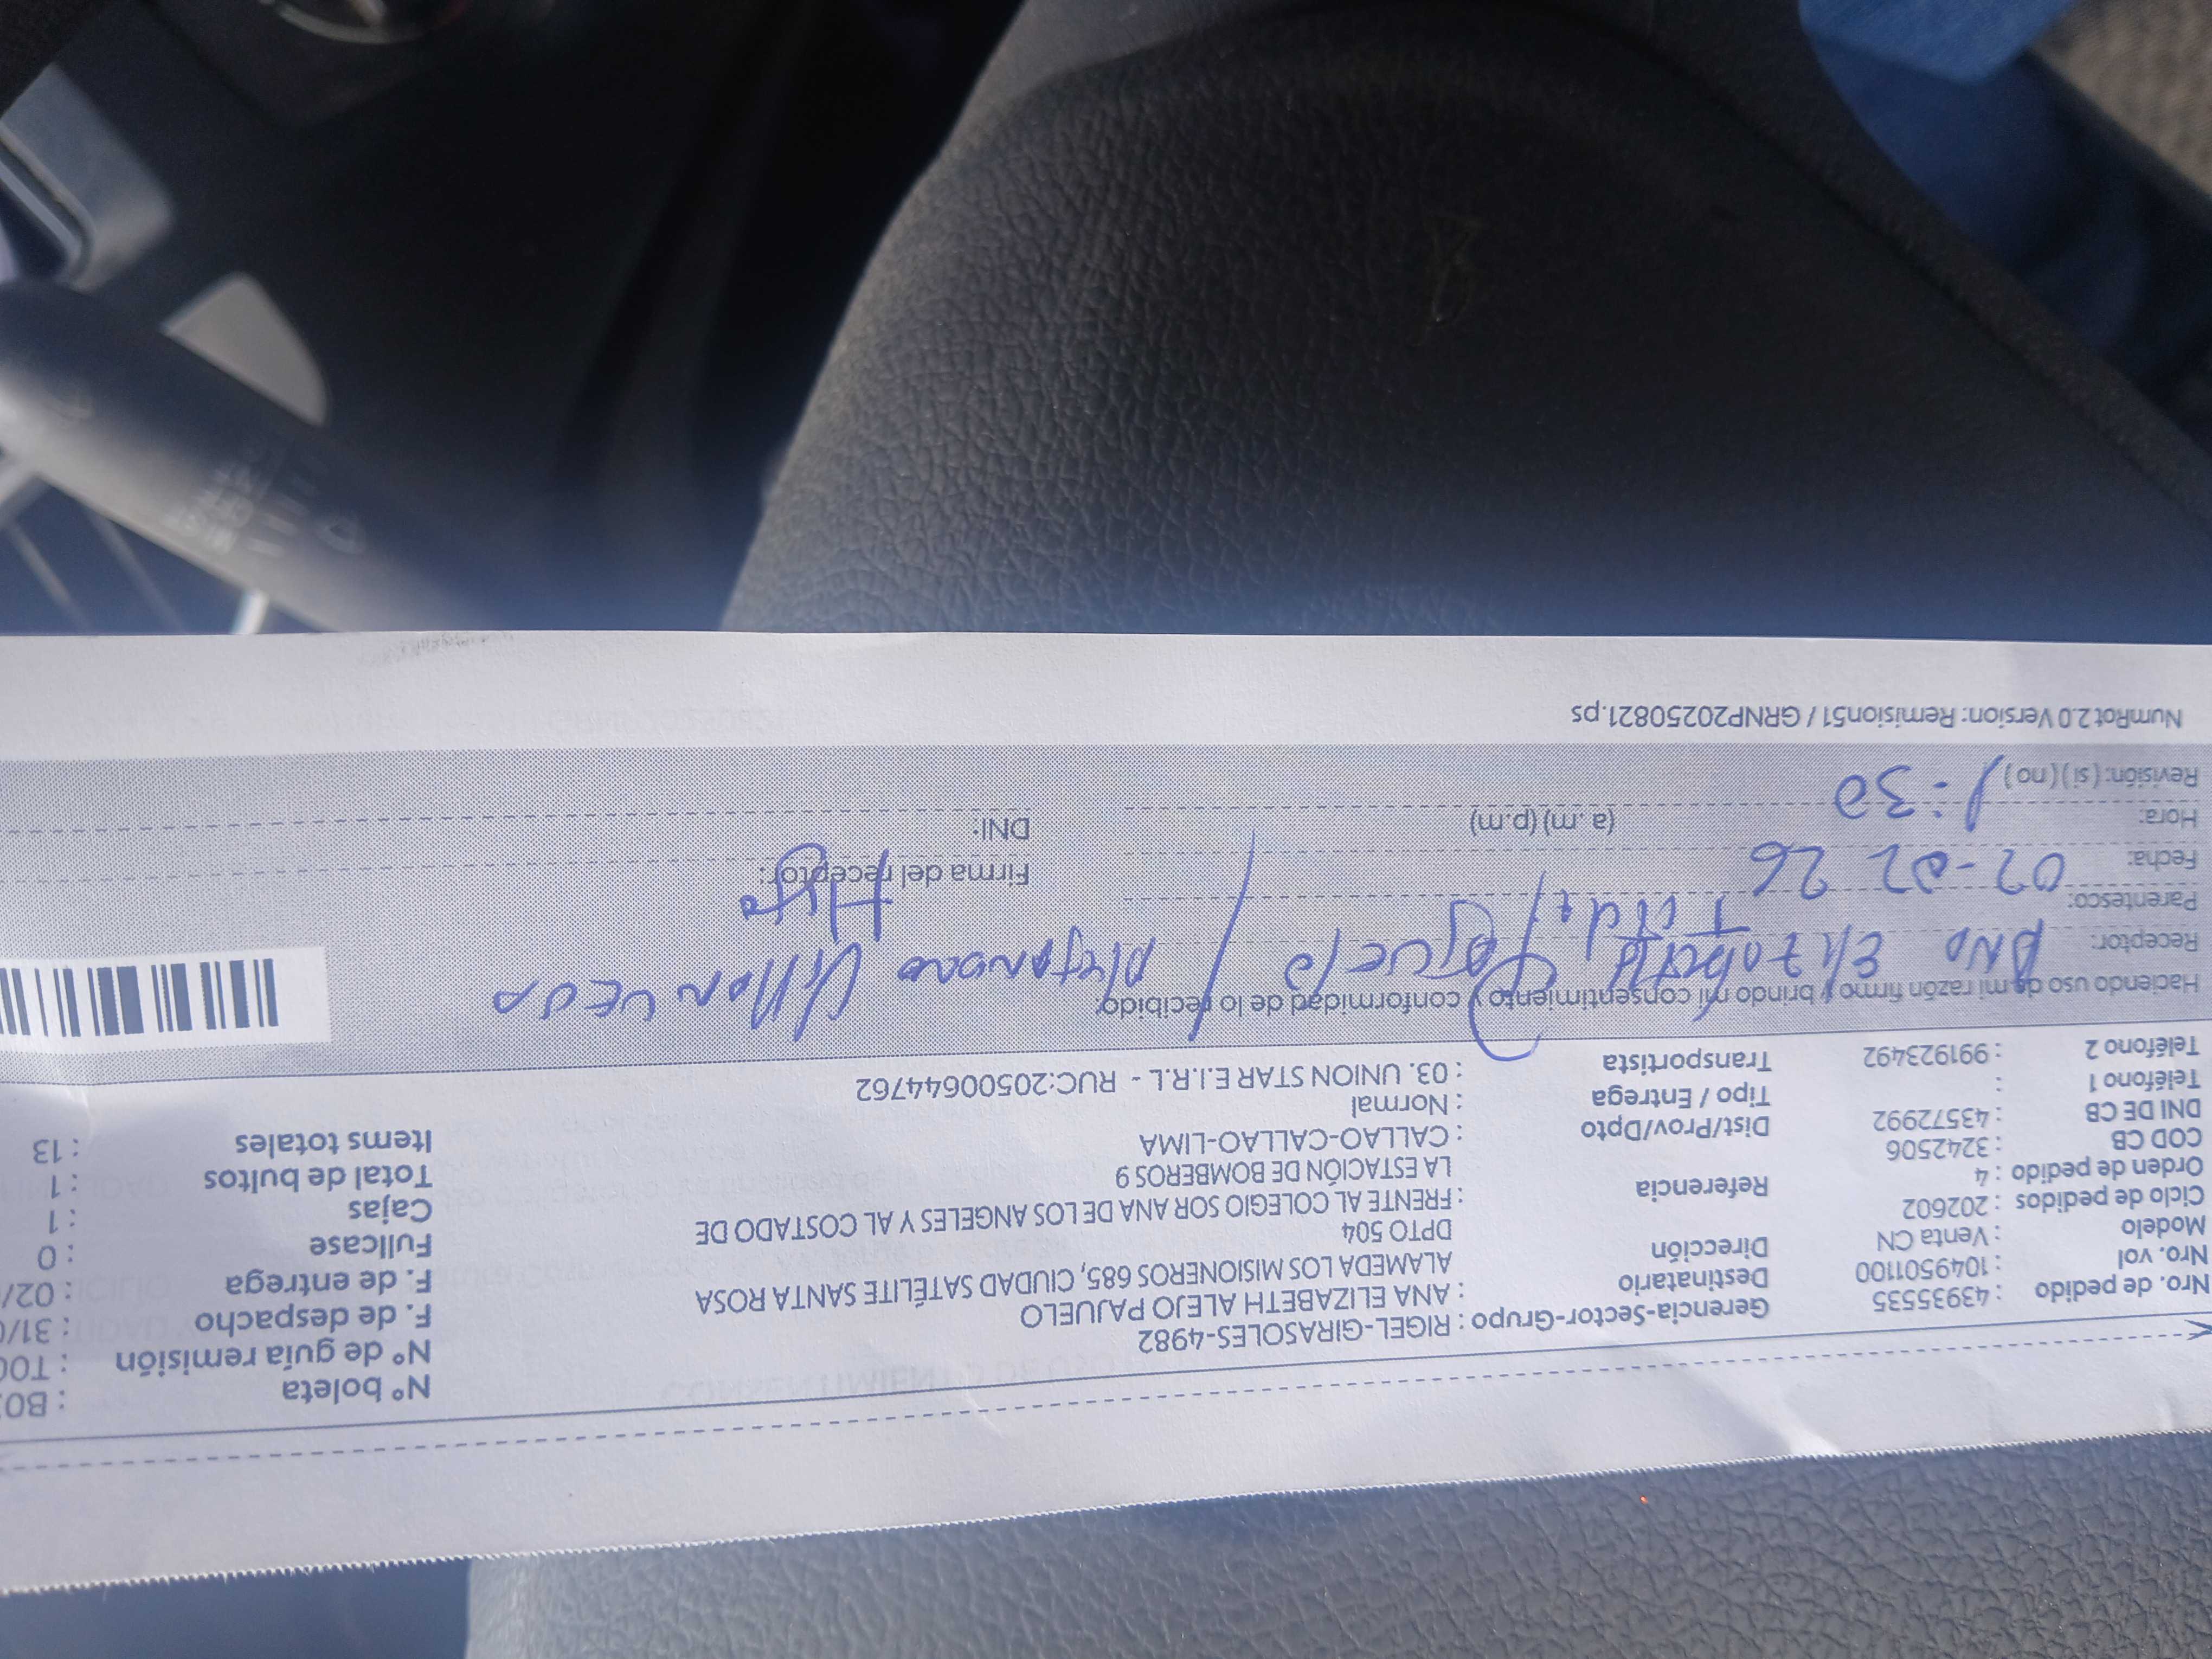 Nro. de pedido : 43935535
Nro. vol : 1049501100
Modelo : Venta CN
Ciclo de pedidos : 202602
Orden de pedido : 4
COD CB : 3242506
DNI DE CB : 43572992
Teléfono 1 :
Teléfono 2 : 991923492
Gerencia-Sector-Grupo : RIGEL-GIRASOLES-4982
Destinatario : ANA ELIZABETH ALEJO PAJUELO
Dirección ALAMEDA LOS MISIONEROS 685, CIUDAD SATÉLITE SANTA ROSA
DPTO 504
Referencia : FRENTE AL COLEGIO SOR ANA DE LOS ANGELES Y AL COSTADO DE
LA ESTACIÓN DE BOMBEROS 9
Dist/Prov/Dpto : CALLAO-CALLAO-LIMA
Tipo / Entrega : Normal
Transportista : 03. UNION STAR E.I.R.L - RUC:20500644762
N° boleta : B0
N° de guía remisión : T00
F. de despacho : 31/0
F. de entrega : 02/
Fullcase : 0
Cajas : 1
Total de bultos : 1
Items totales : 13
Haciendo uso de mi razón firmo y brindo mi consentimiento y conformidad de lo recibido:
Receptor: Ana Elizabeth
Parentesco:
Fecha: 02-02 26
Hora: 1:30 (a. m) (p.m)
Revisión: ( si ) ( no )
Firma del receptor:
DNI:
NumRot 2.0 Version: Remision51 / GRNP20250821.ps